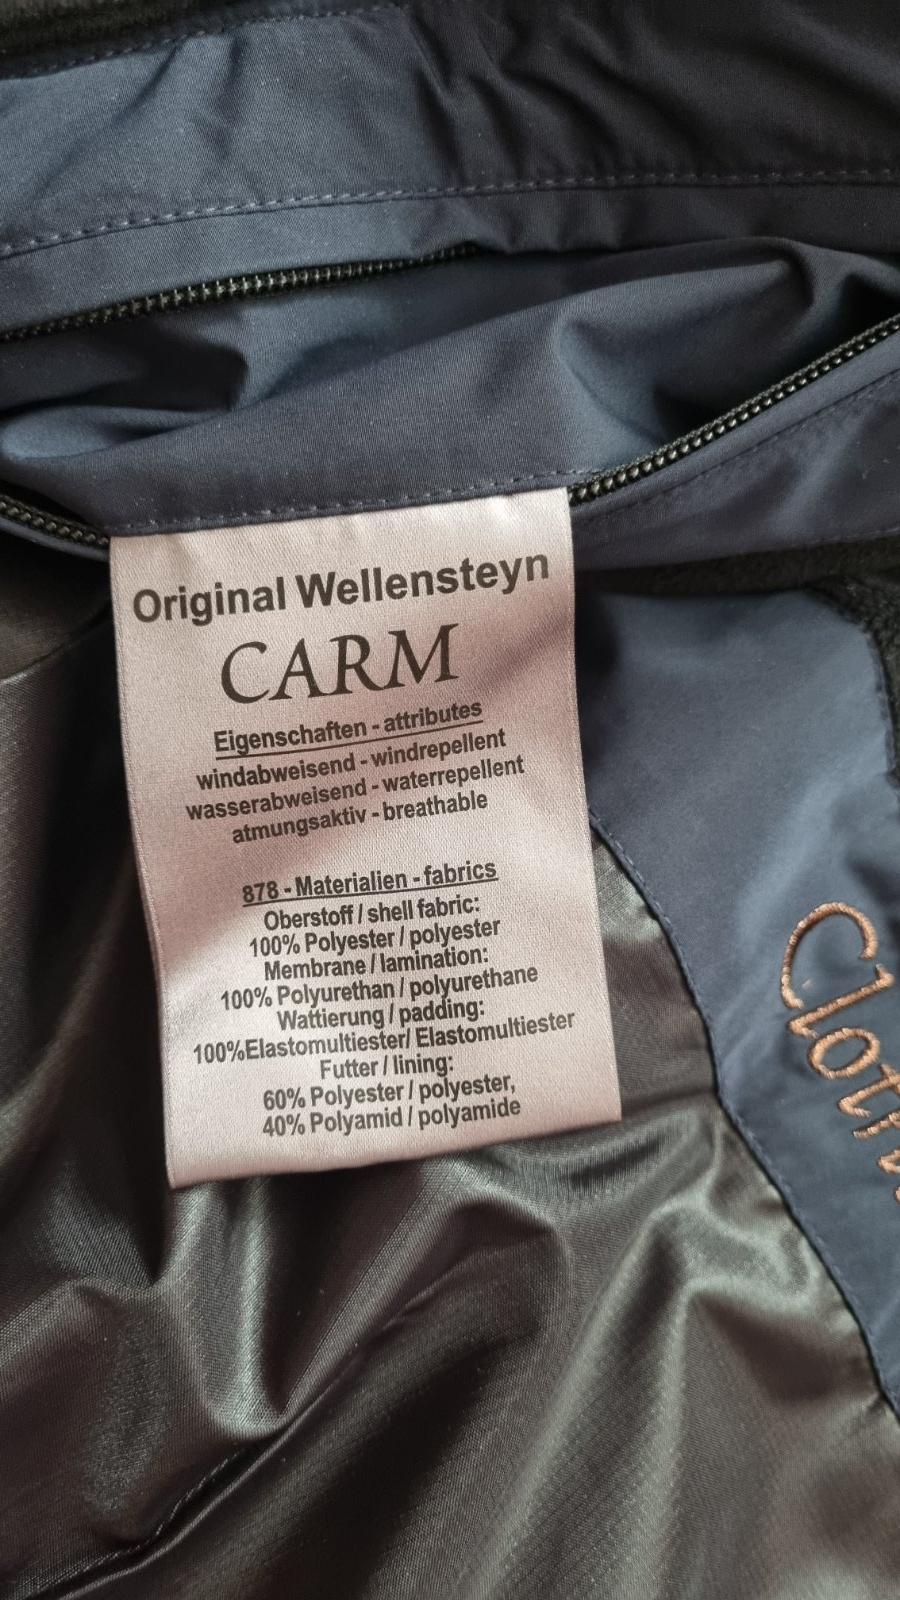 Original Wellensteyn
CARM
Eigenschaften - attributes
windabweisend - windrepellent
wasserabweisend - waterrepellent
atmungsaktiv - breathable
878 - Materialien - fabrics
Oberstoff / shell fabric:
100% Polyester / polyester
Membrane / lamination:
100% Polyurethan / polyurethane
Wattierung / padding:
100%Elastomultiester/ Elastomultiester
Futter / lining:
60% Polyester / polyester,
40% Polyamid / polyamide